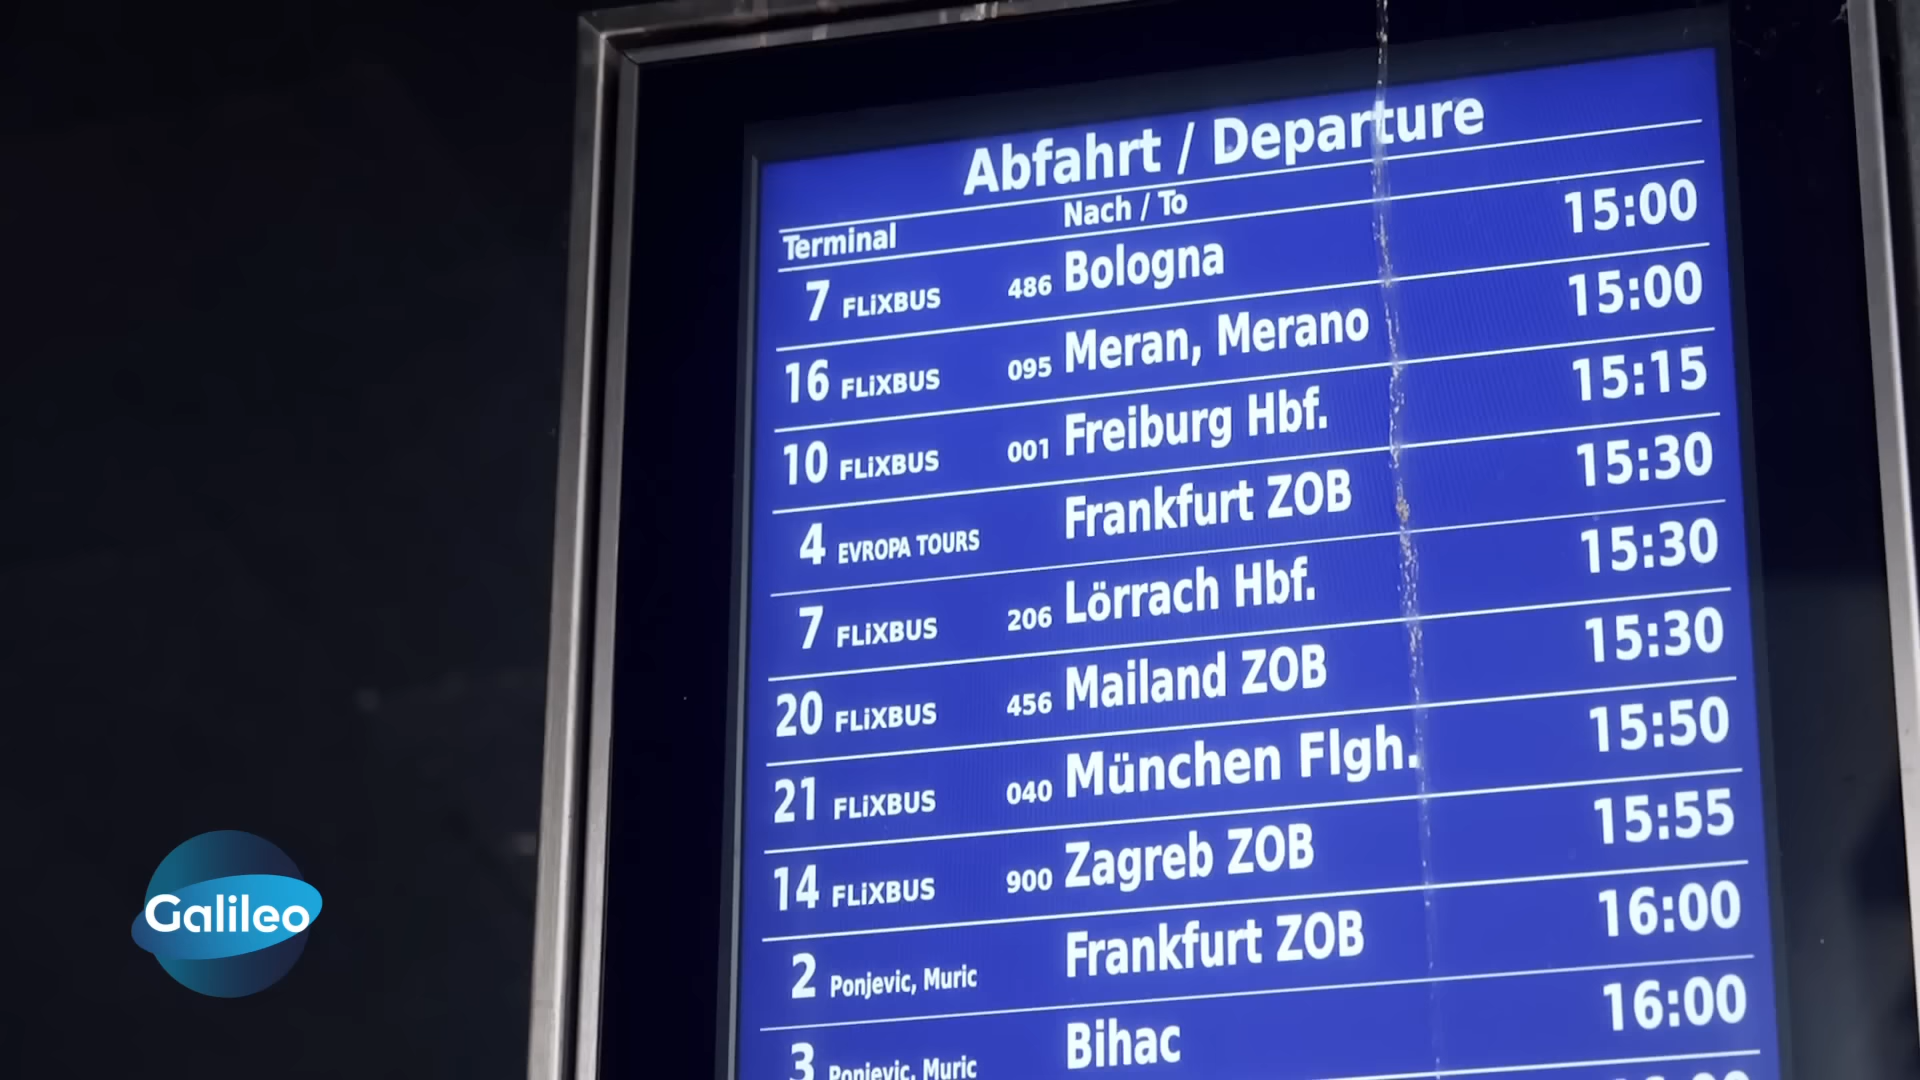 Abfahrt / Departure
Terminal Nach / To
7 FLiXBUS 486 Bologna 15:00
16 FLiXBUS 095 Meran, Merano 15:00
10 FLiXBUS 001 Freiburg Hbf. 15:15
4 EVROPA TOURS Frankfurt ZOB 15:30
7 FLiXBUS 206 Lörrach Hbf. 15:30
20 FLiXBUS 456 Mailand ZOB 15:30
21 FLiXBUS 040 München Flgh. 15:50
14 FLiXBUS 900 Zagreb ZOB 15:55
2 Ponjevic, Muric Frankfurt ZOB 16:00
3 Ponjevic, Muric Bihac 16:00
Galileo